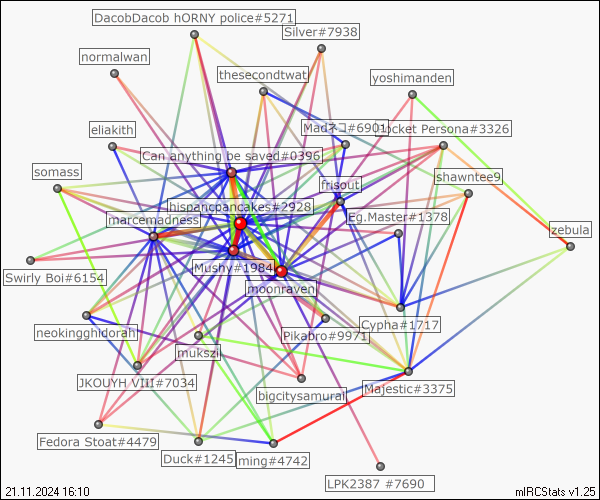 DacobDacob hORNY police#5271
Silver#7938
normalwan
thesecondtwat
yoshimanden
eliakith
Madネコ#6901
ocket Persona#3326
Can anything be saved#0396
somass
frisout
shawntee9
hispancpancakes#2928
marcemadness
Eg.Master#1378
zebula
Mushy#1984
Swirly Boi#6154
moonraven
Cypha#1717
neokingghidorah
Pikabro#9971
mukszi
JKOUYH VIII#7034
Majestic#3375
bigcitysamurai
Fedora Stoat#4479
Duck#1245
ming#4742
LPK2387 #7690
21.11.2024 16:10
mIRCStats v1.25